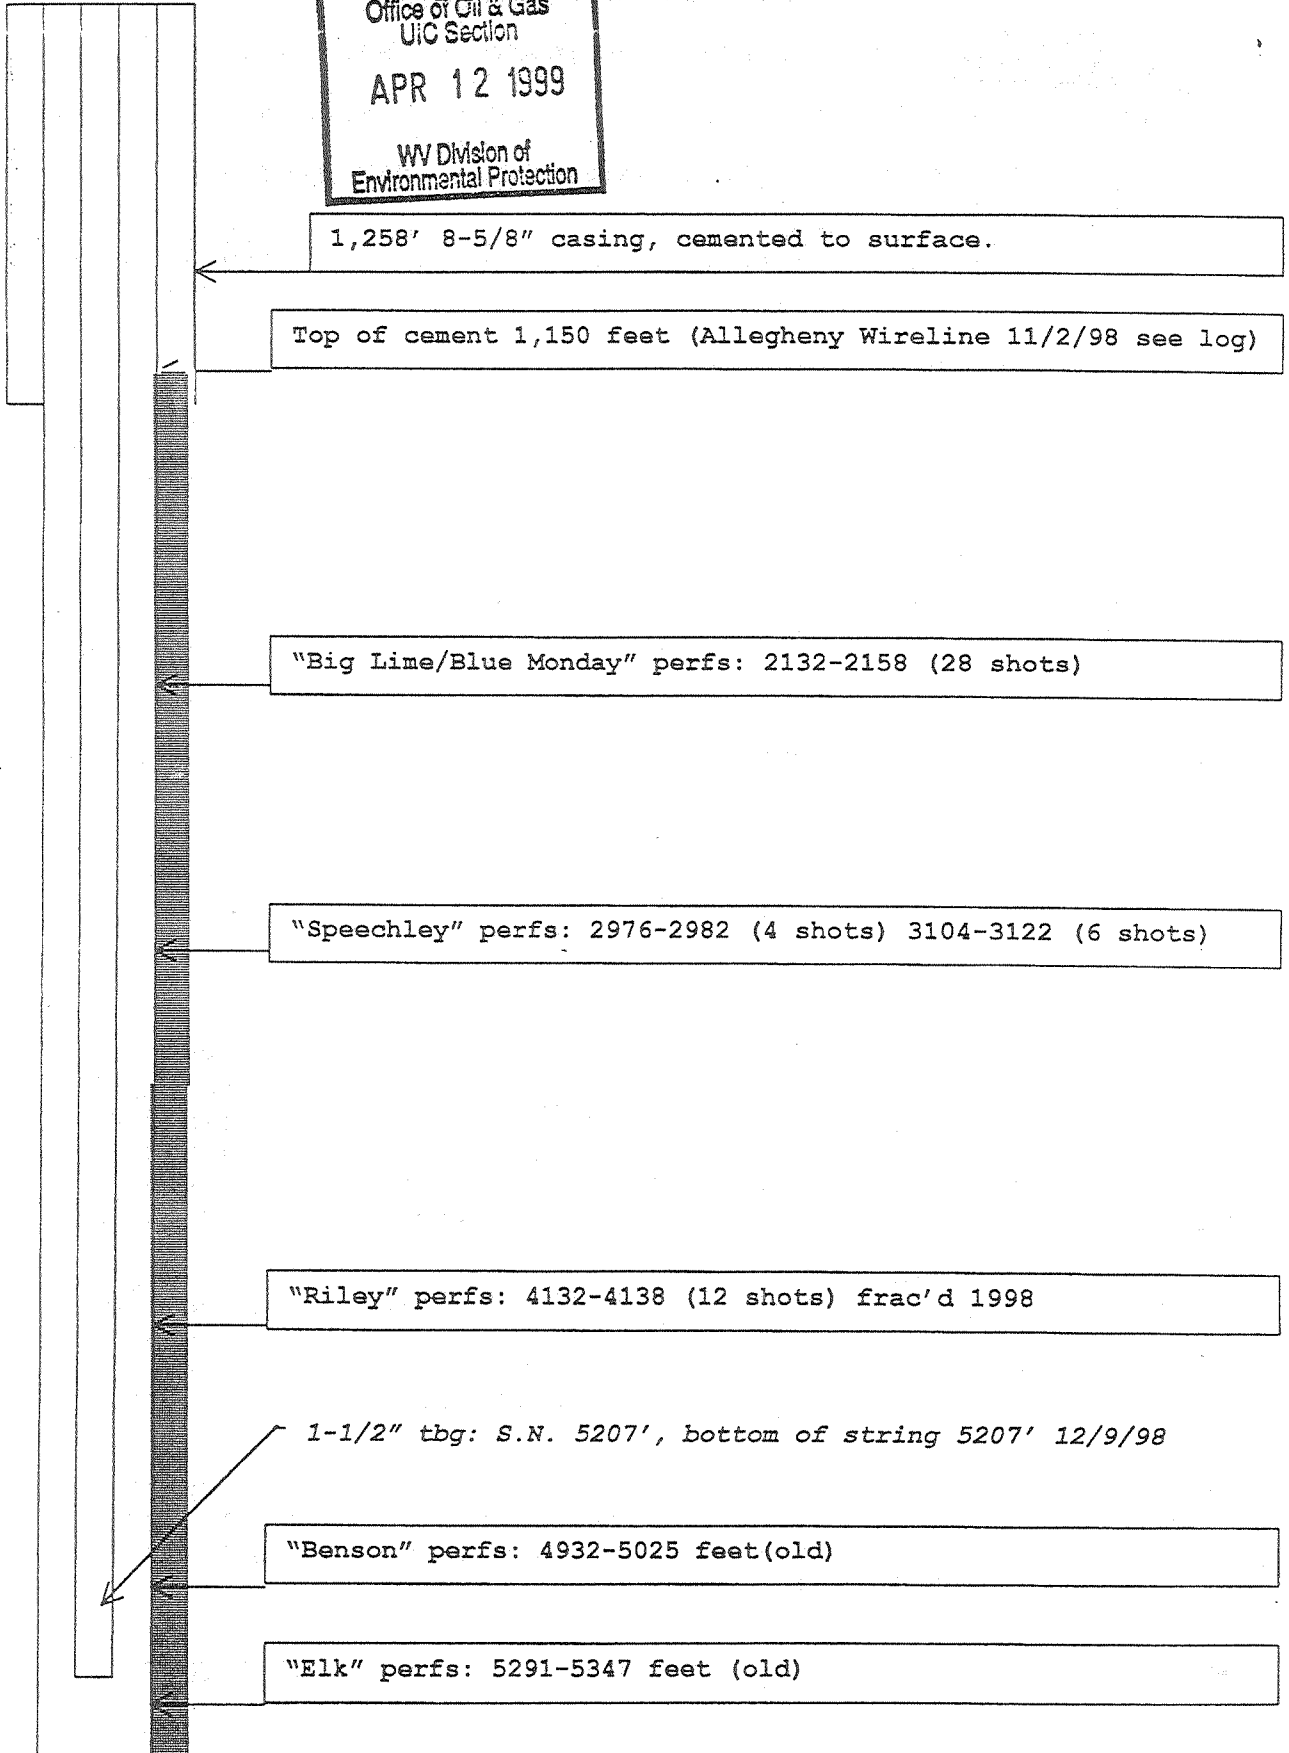 Office of Oil & Gas
UIC Section
APR 12 1999
WV Division of
Environmental Protection
1,258' 8-5/8" casing, cemented to surface.
Top of cement 1,150 feet (Allegheny Wireline 11/2/98 see log)
"Big Lime/Blue Monday" perfs: 2132-2158 (28 shots)
"Speechley" perfs: 2976-2982 (4 shots) 3104-3122 (6 shots)
"Riley" perfs: 4132-4138 (12 shots) frac'd 1998
1-1/2" tbg: S.N. 5207', bottom of string 5207' 12/9/98
"Benson" perfs: 4932-5025 feet(old)
"Elk" perfs: 5291-5347 feet (old)